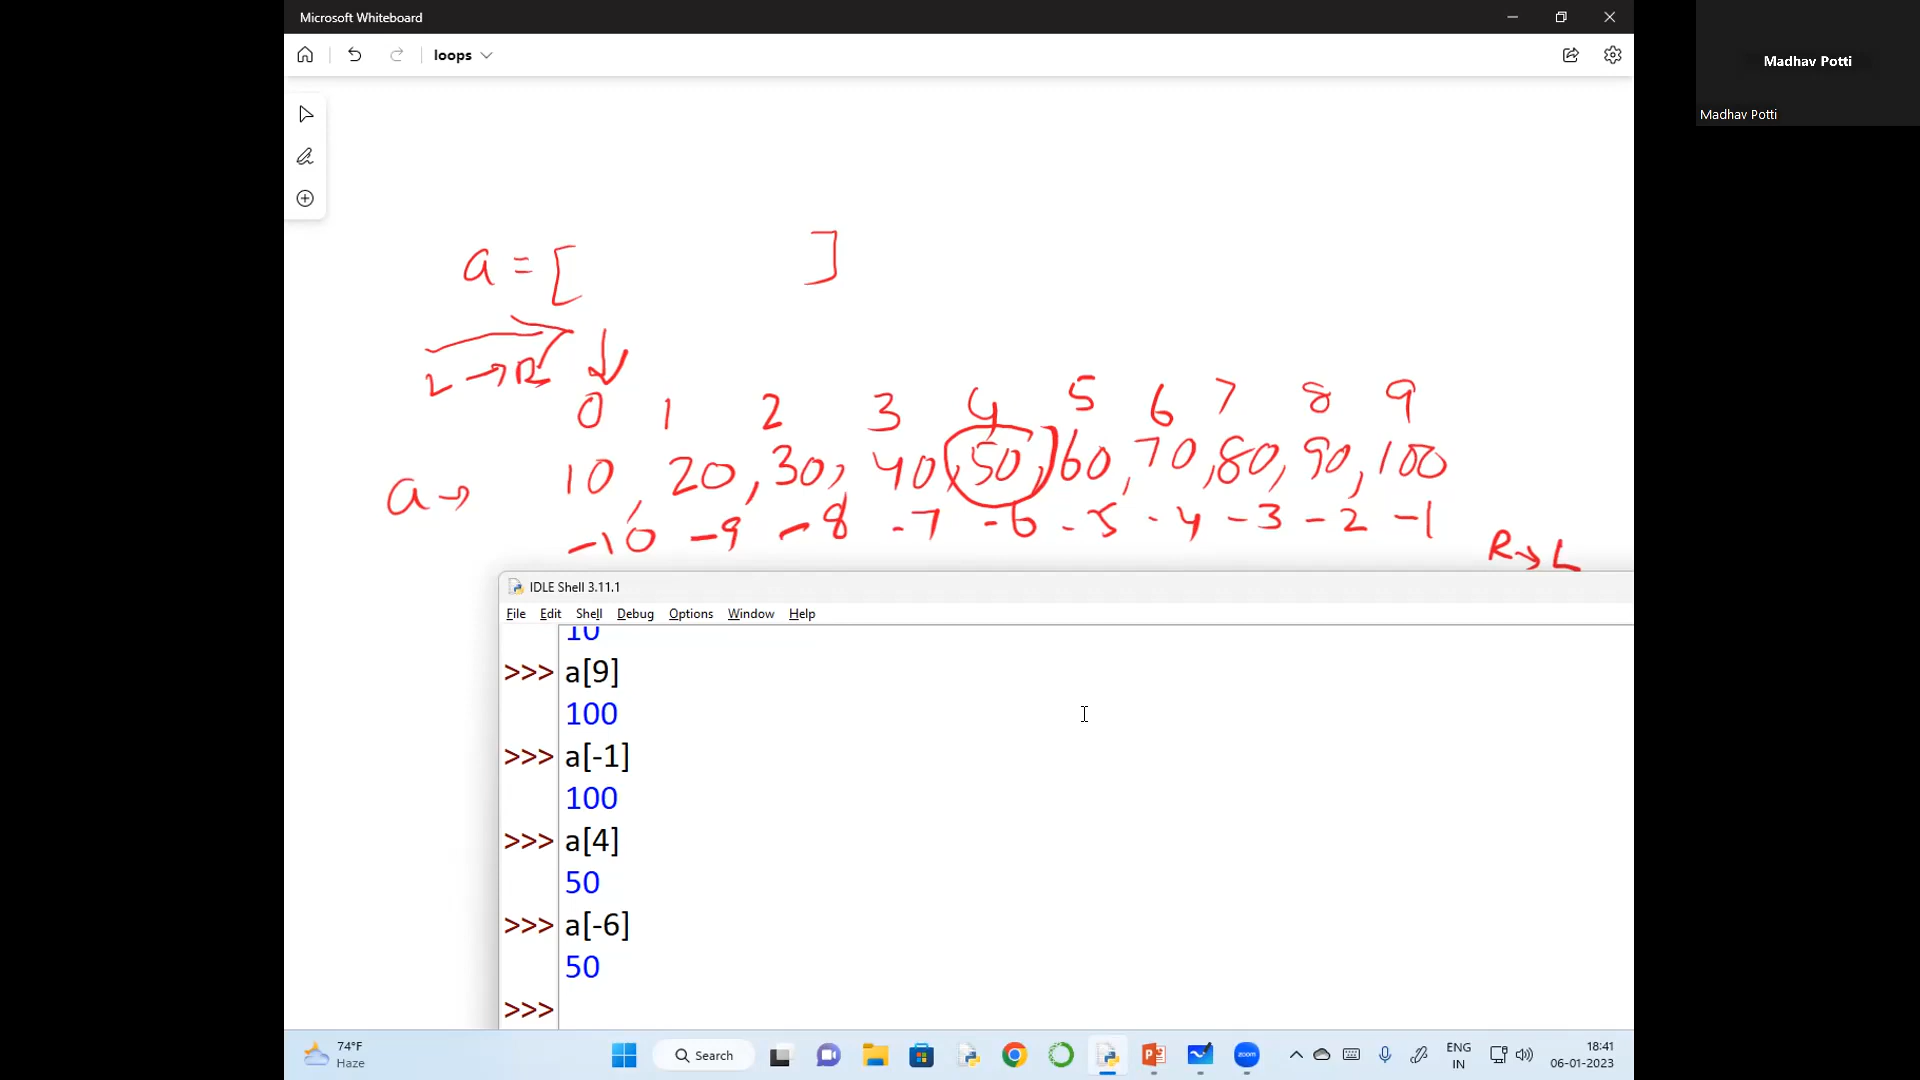 Microsoft Whiteboard
loops
Madhav Potti
Madhav Potti
a = [ ]
L → R
0 1 2 3 4 5 6 7 8 9
a → 10, 20, 30, 40, 50, 60, 70, 80, 90, 100
-10 -9 -8 -7 -6 -5 -4 -3 -2 -1
R → L
IDLE Shell 3.11.1
File Edit Shell Debug Options Window Help
10
>>> a[9]
100
>>> a[-1]
100
>>> a[4]
50
>>> a[-6]
50
>>>
74°F
Haze
Search
zoom
ENG
IN
18:41
06-01-2023